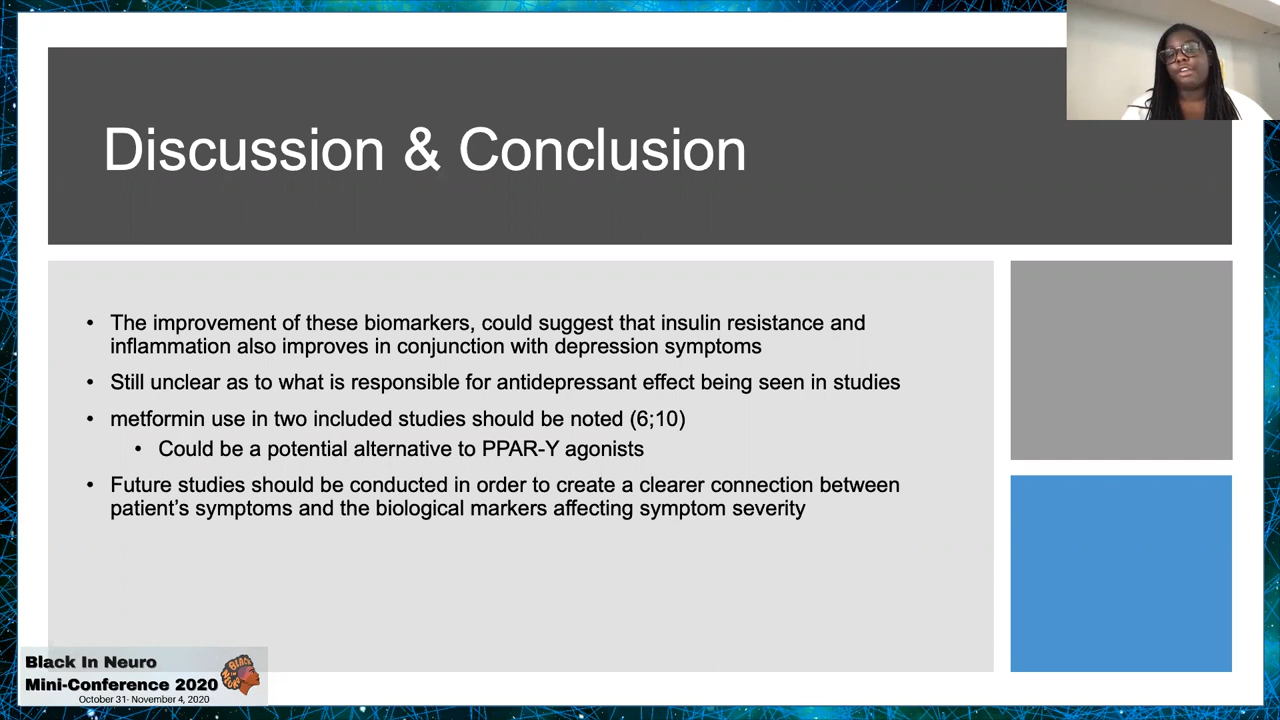 Discussion & Conclusion
• The improvement of these biomarkers, could suggest that insulin resistance and
inflammation also improves in conjunction with depression symptoms
• Still unclear as to what is responsible for antidepressant effect being seen in studies
• metformin use in two included studies should be noted (6;10)
• Could be a potential alternative to PPAR-Y agonists
• Future studies should be conducted in order to create a clearer connection between
patient’s symptoms and the biological markers affecting symptom severity
Black In Neuro
Mini-Conference 2020
October 31- November 4, 2020